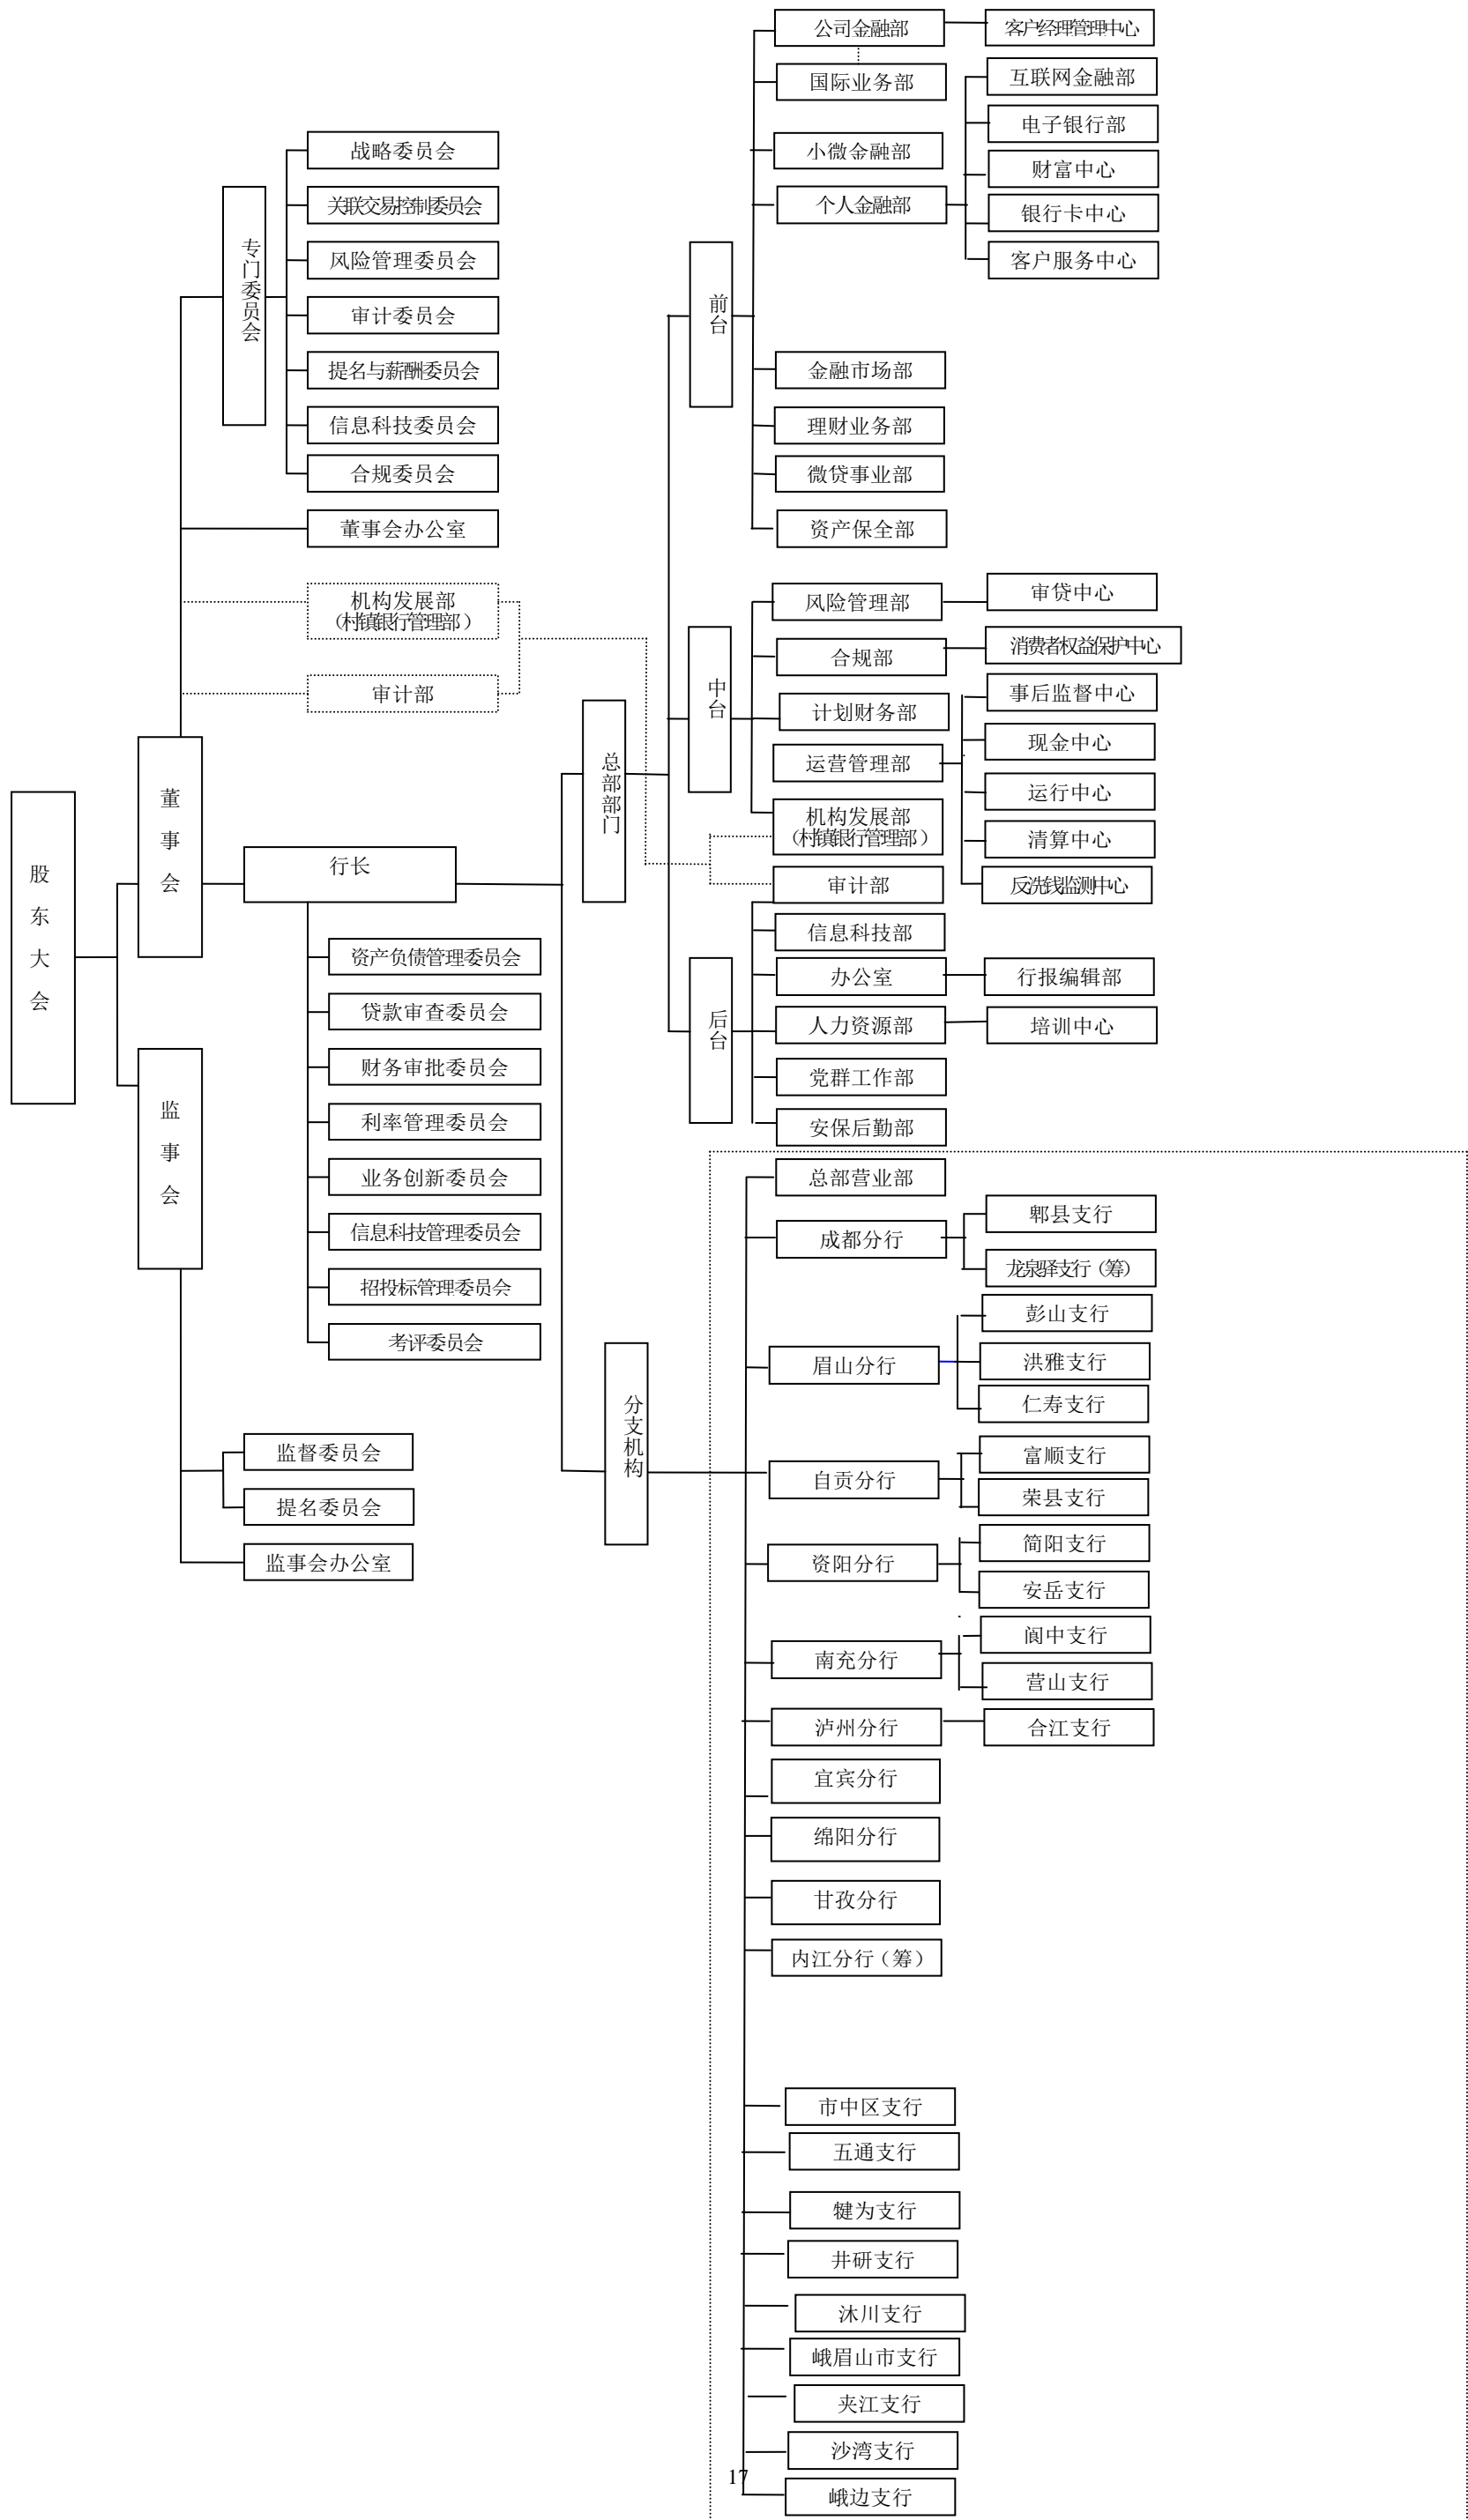 股东大会
董事会
监事会
专门委员会
战略委员会
关联交易控制委员会
风险管理委员会
审计委员会
提名与薪酬委员会
信息科技委员会
合规委员会
董事会办公室
机构发展部
（村镇银行管理部）
审计部
行长
资产负债管理委员会
贷款审查委员会
财务审批委员会
利率管理委员会
业务创新委员会
信息科技管理委员会
招投标管理委员会
考评委员会
监督委员会
提名委员会
监事会办公室
总部部门
前台
公司金融部
客户经理管理中心
国际业务部
小微金融部
个人金融部
互联网金融部
电子银行部
财富中心
银行卡中心
客户服务中心
金融市场部
理财业务部
微贷事业部
资产保全部
中台
风险管理部
审贷中心
合规部
消费者权益保护中心
计划财务部
运营管理部
事后监督中心
现金中心
运行中心
清算中心
反洗钱监测中心
机构发展部
（村镇银行管理部）
审计部
后台
信息科技部
办公室
行报编辑部
人力资源部
培训中心
党群工作部
安保后勤部
分支机构
总部营业部
成都分行
郫县支行
龙泉驿支行（筹）
眉山分行
彭山支行
洪雅支行
仁寿支行
自贡分行
富顺支行
荣县支行
资阳分行
简阳支行
安岳支行
南充分行
阆中支行
营山支行
泸州分行
合江支行
宜宾分行
绵阳分行
甘孜分行
内江分行（筹）
市中区支行
五通支行
犍为支行
井研支行
沐川支行
峨眉山市支行
夹江支行
沙湾支行
峨边支行
17